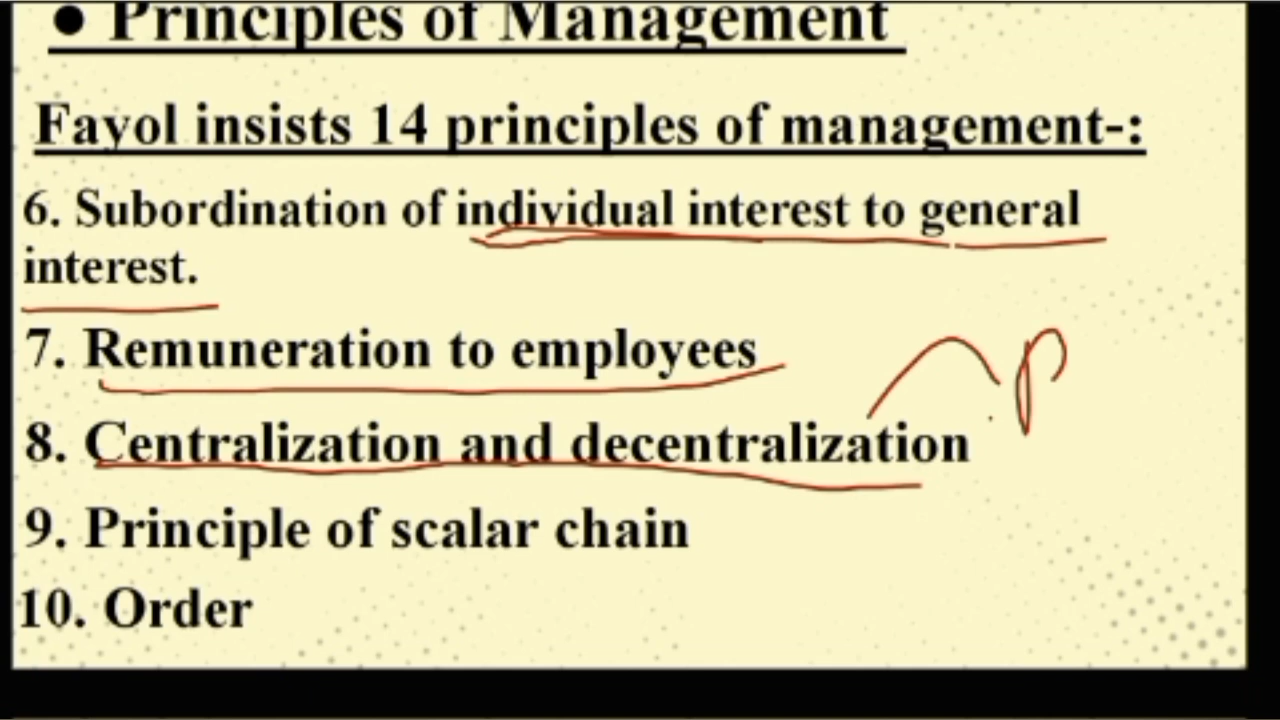 • Principles of Management
Fayol insists 14 principles of management-:
6. Subordination of individual interest to general
interest.
7. Remuneration to employees
8. Centralization and decentralization
9. Principle of scalar chain
10. Order